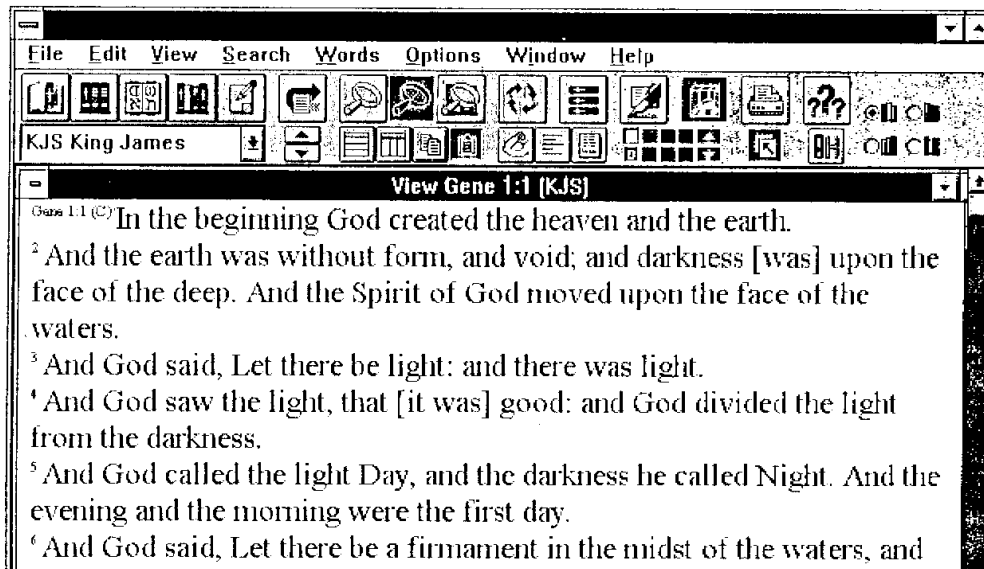 File Edit View Search Words Options Window Help
???
KJS King James
View Gene 1:1 (KJS)
Gene 1:1 (C) In the beginning God created the heaven and the earth.
2 And the earth was without form, and void; and darkness [was] upon the
face of the deep. And the Spirit of God moved upon the face of the
waters.
3 And God said, Let there be light: and there was light.
4 And God saw the light, that [it was] good: and God divided the light
from the darkness.
5 And God called the light Day, and the darkness he called Night. And the
evening and the morning were the first day.
6 And God said, Let there be a firmament in the midst of the waters, and